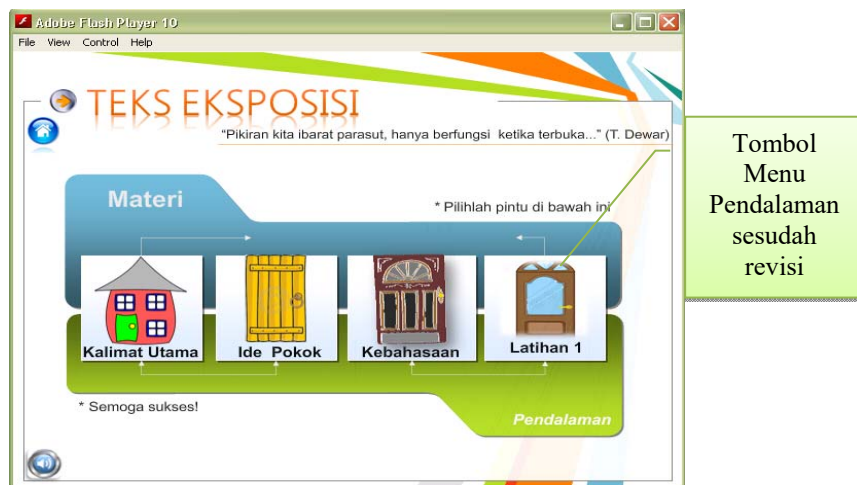 Adobe Flash Player 10
File View Control Help
TEKS EKSPOSISI
"Pikiran kita ibarat parasut, hanya berfungsi ketika terbuka..." (T. Dewar)
Materi
* Pilihlah pintu di bawah ini
Kalimat Utama
Ide Pokok
Kebahasaan
Latihan 1
* Semoga sukses!
Pendalaman
Tombol
Menu
Pendalaman
sesudah
revisi